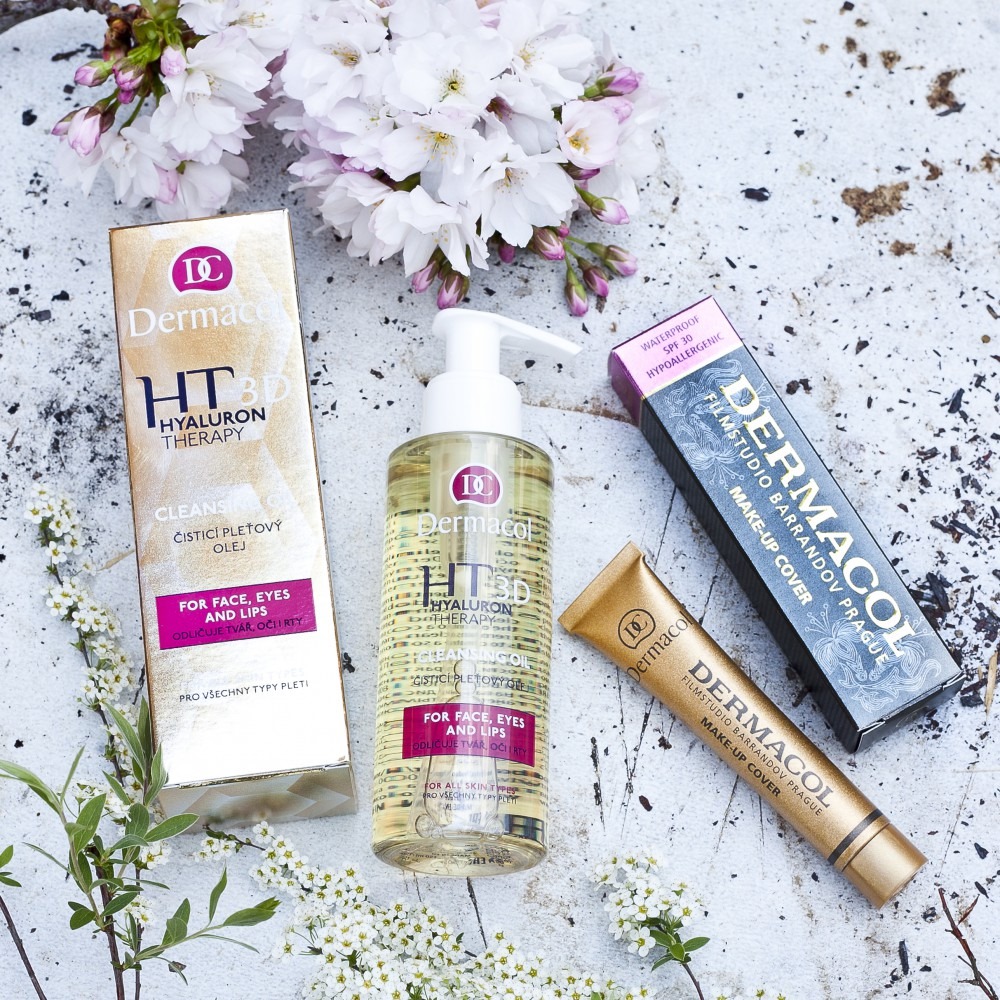 DC
Dermacol
HT 3D
HYALURON
THERAPY
CLEANSING
ČISTICÍ PLEŤOVÝ
OLEJ
FOR FACE, EYES
AND LIPS
ODLIČUJE TVÁŘ, OČI I RTY
PRO VŠECHNY TYPY PLETI
DC
Dermacol
HT 3D
HYALURON
THERAPY
CLEANSING OIL
ČISTICÍ PLEŤOVÝ OLEJ
FOR FACE, EYES
AND LIPS
ODLIČUJE TVÁŘ, OČI I RTY
FOR ALL SKIN TYPES
PRO VŠECHNY TYPY PLETI
WATERPROOF
SPF 30
HYPOALLERGENIC
DERMACOL
FILMSTUDIO BARRANDOV PRAGUE
MAKE-UP COVER
DC
Dermacol
DERMACOL
FILMSTUDIO BARRANDOV PRAGUE
MAKE-UP COVER